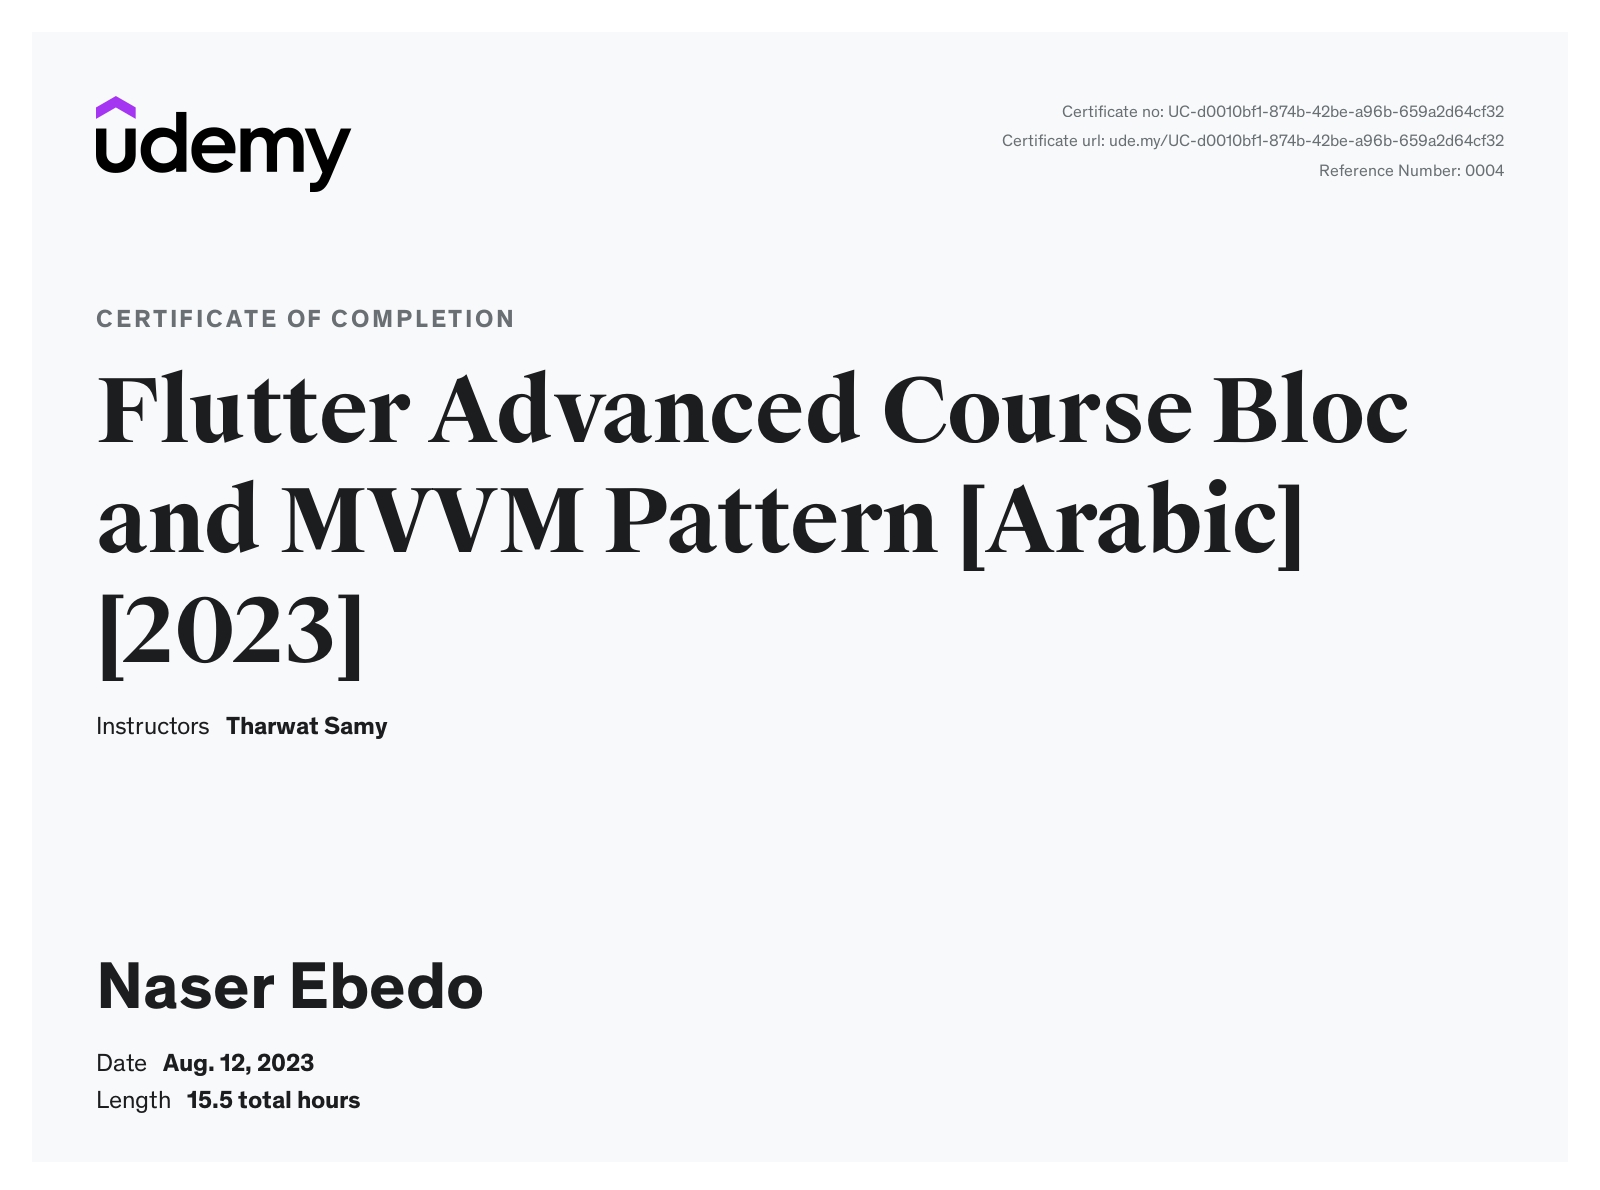 udemy
Certificate no: UC-d0010bf1-874b-42be-a96b-659a2d64cf32
Certificate url: ude.my/UC-d0010bf1-874b-42be-a96b-659a2d64cf32
Reference Number: 0004
CERTIFICATE OF COMPLETION
Flutter Advanced Course Bloc
and MVVM Pattern [Arabic]
[2023]
Instructors Tharwat Samy
Naser Ebedo
Date Aug. 12, 2023
Length 15.5 total hours